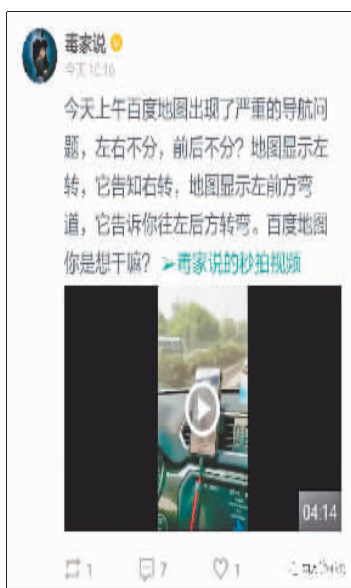 毒家说
今天 10:16
今天上午百度地图出现了严重的导航问
题，左右不分，前后不分？地图显示左
转，它告知右转，地图显示左前方弯
道，它告诉你往左后方转弯。百度地图
你是想干嘛？ ➢毒家说的秒拍视频
04:14
1 7 1